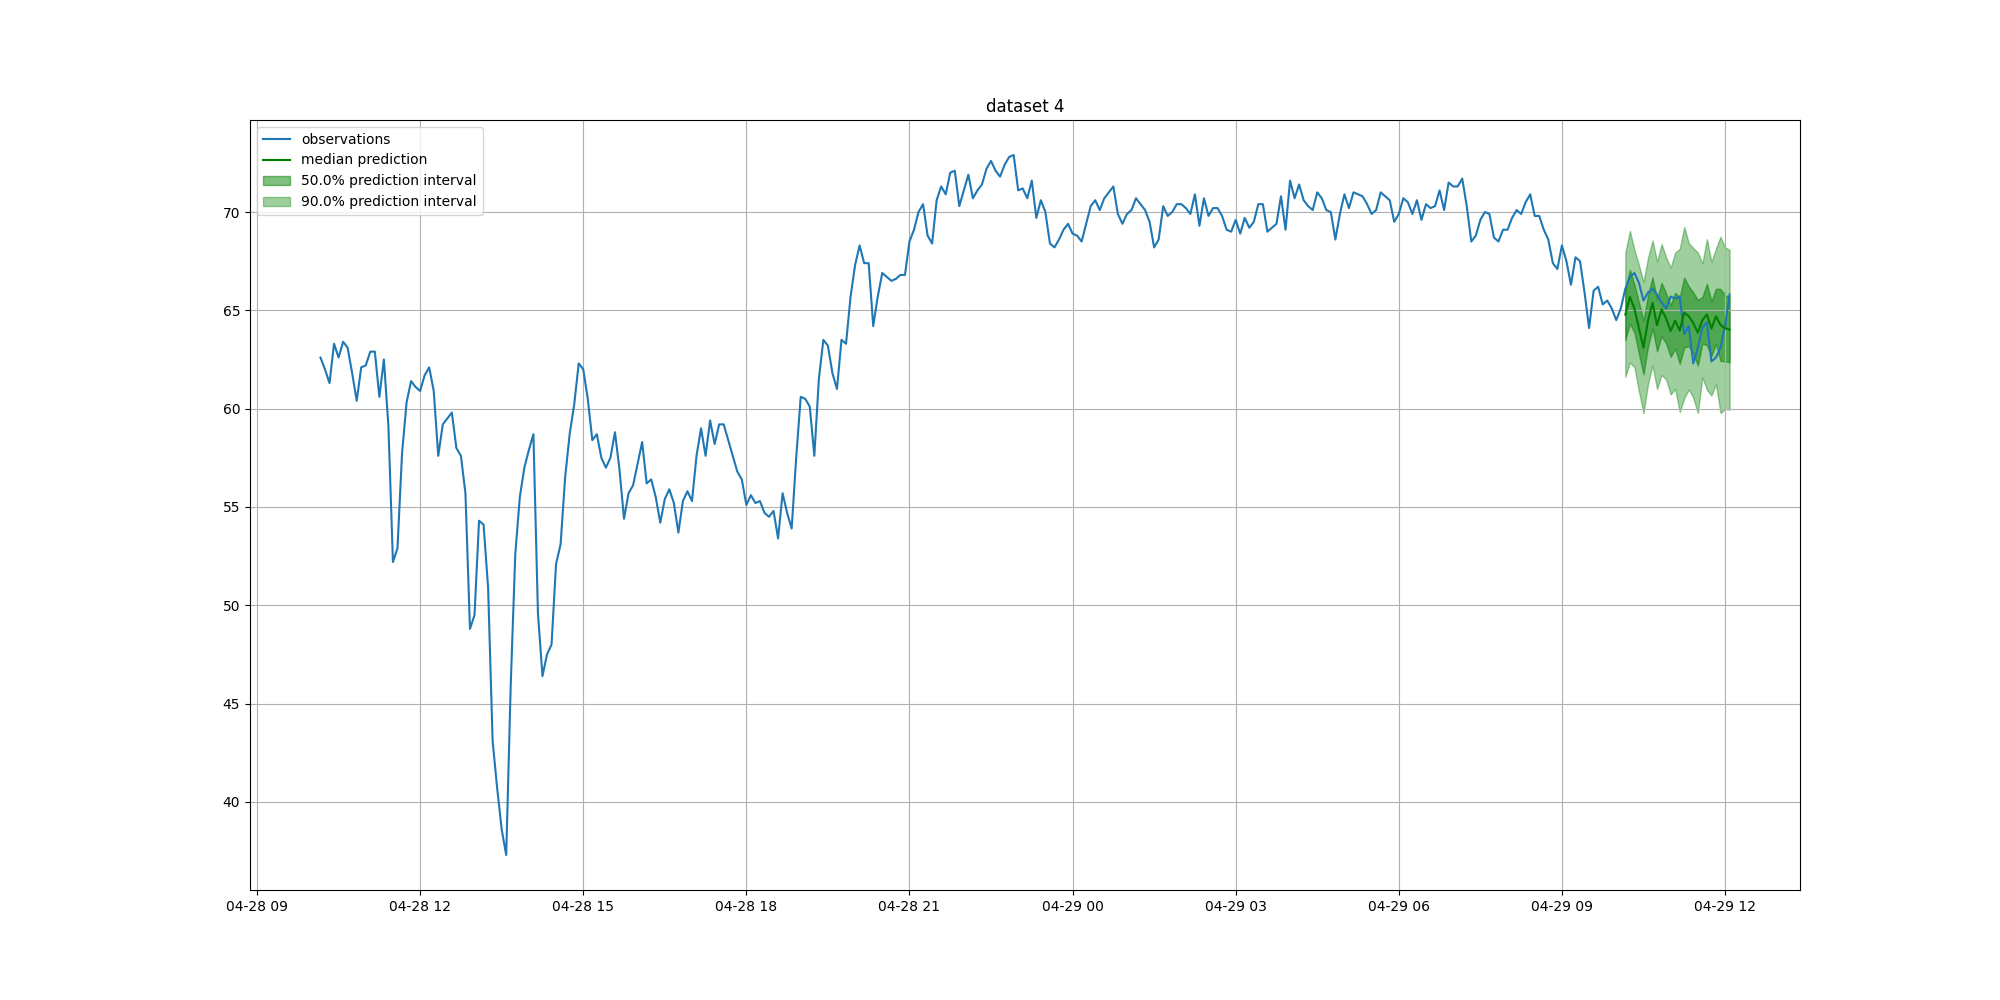 dataset 4
observations
median prediction
50.0% prediction interval
90.0% prediction interval
70
65
60
55
50
45
40
04-28 09 04-28 12 04-28 15 04-28 18 04-28 21 04-29 00 04-29 03 04-29 06 04-29 09 04-29 12